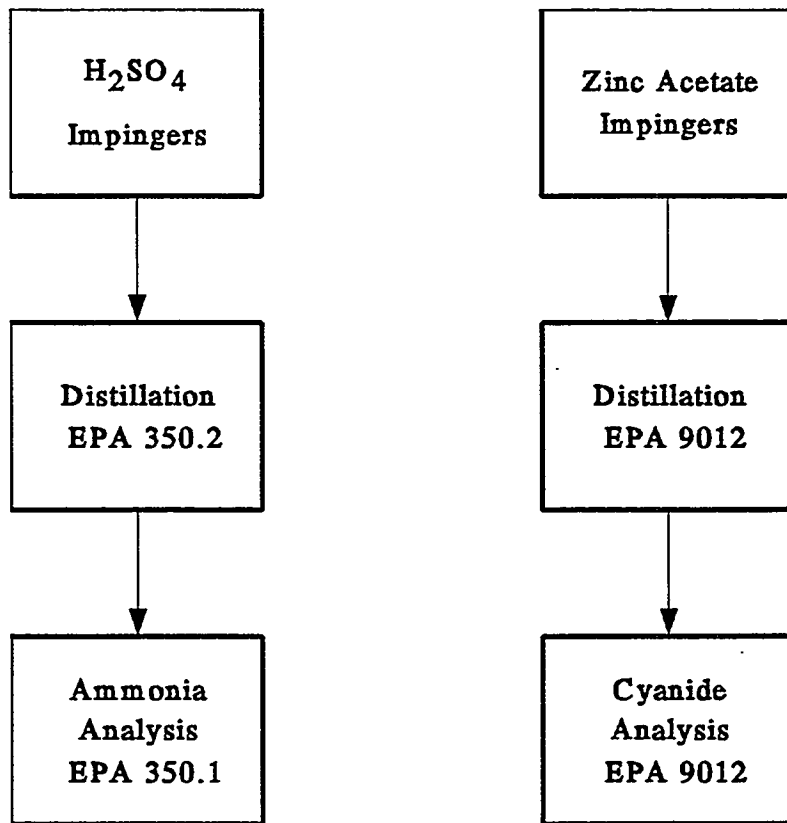 H2SO4
Impingers
Distillation
EPA 350.2
Ammonia
Analysis
EPA 350.1
Zinc Acetate
Impingers
Distillation
EPA 9012
Cyanide
Analysis
EPA 9012